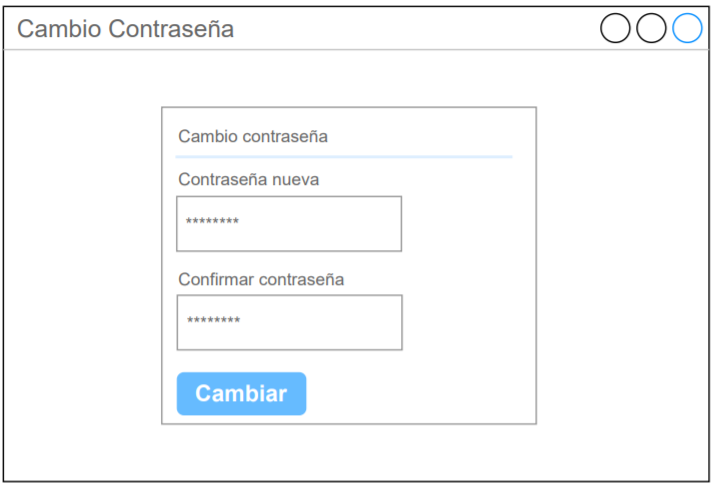 Cambio Contraseña
Cambio contraseña
Contraseña nueva
********
Confirmar contraseña
********
Cambiar